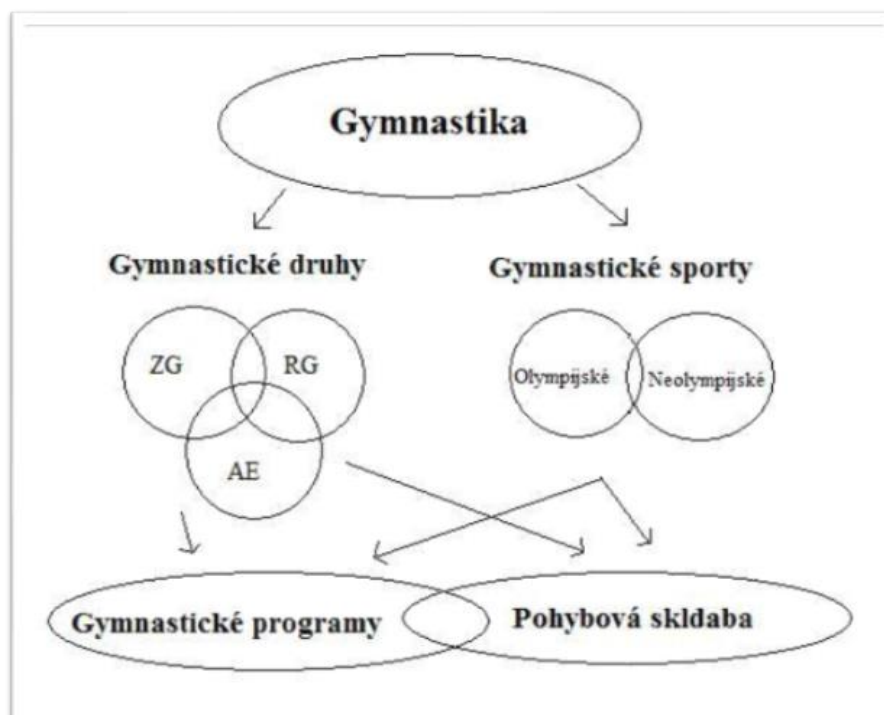 Gymnastika
Gymnastické druhy
Gymnastické sporty
ZG
RG
AE
Olympijské
Neolympijské
Gymnastické programy
Pohybová skldaba